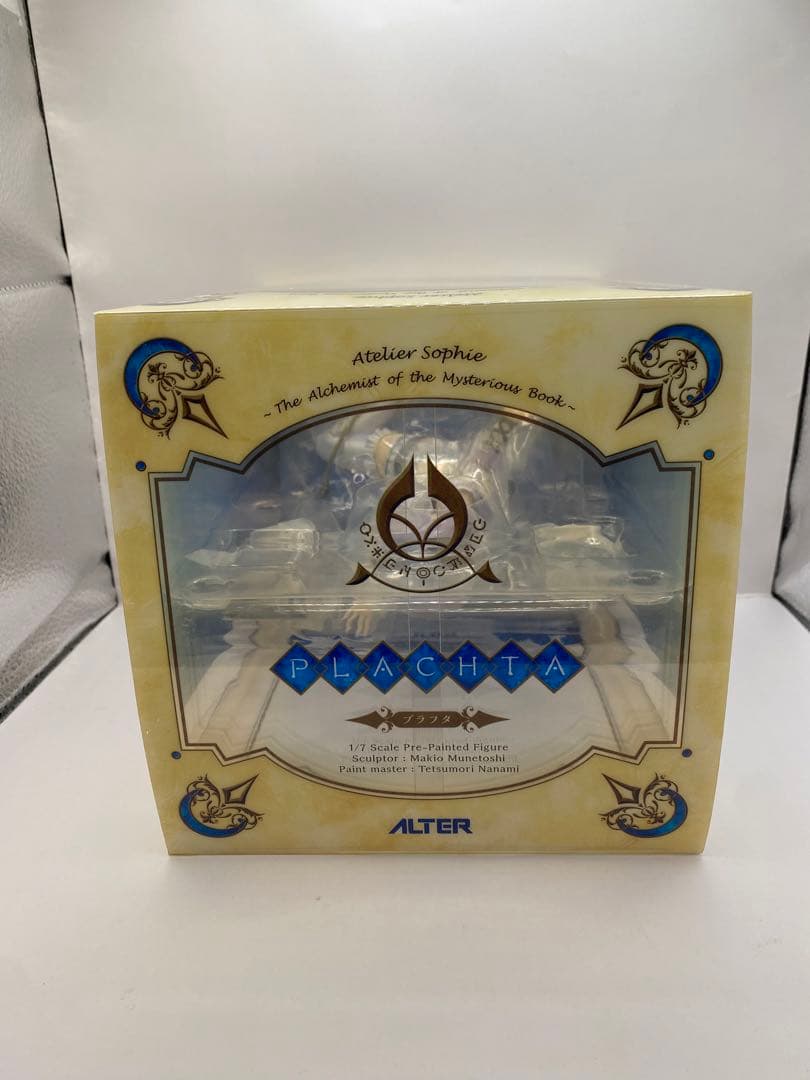 Atelier Sophie
~The Alchemist of the Mysterious Book~
PLACHTA
プラフタ
1/7 Scale Pre-Painted Figure
Sculptor : Makio Munetoshi
Paint master : Tetsumori Nanami
ALTER